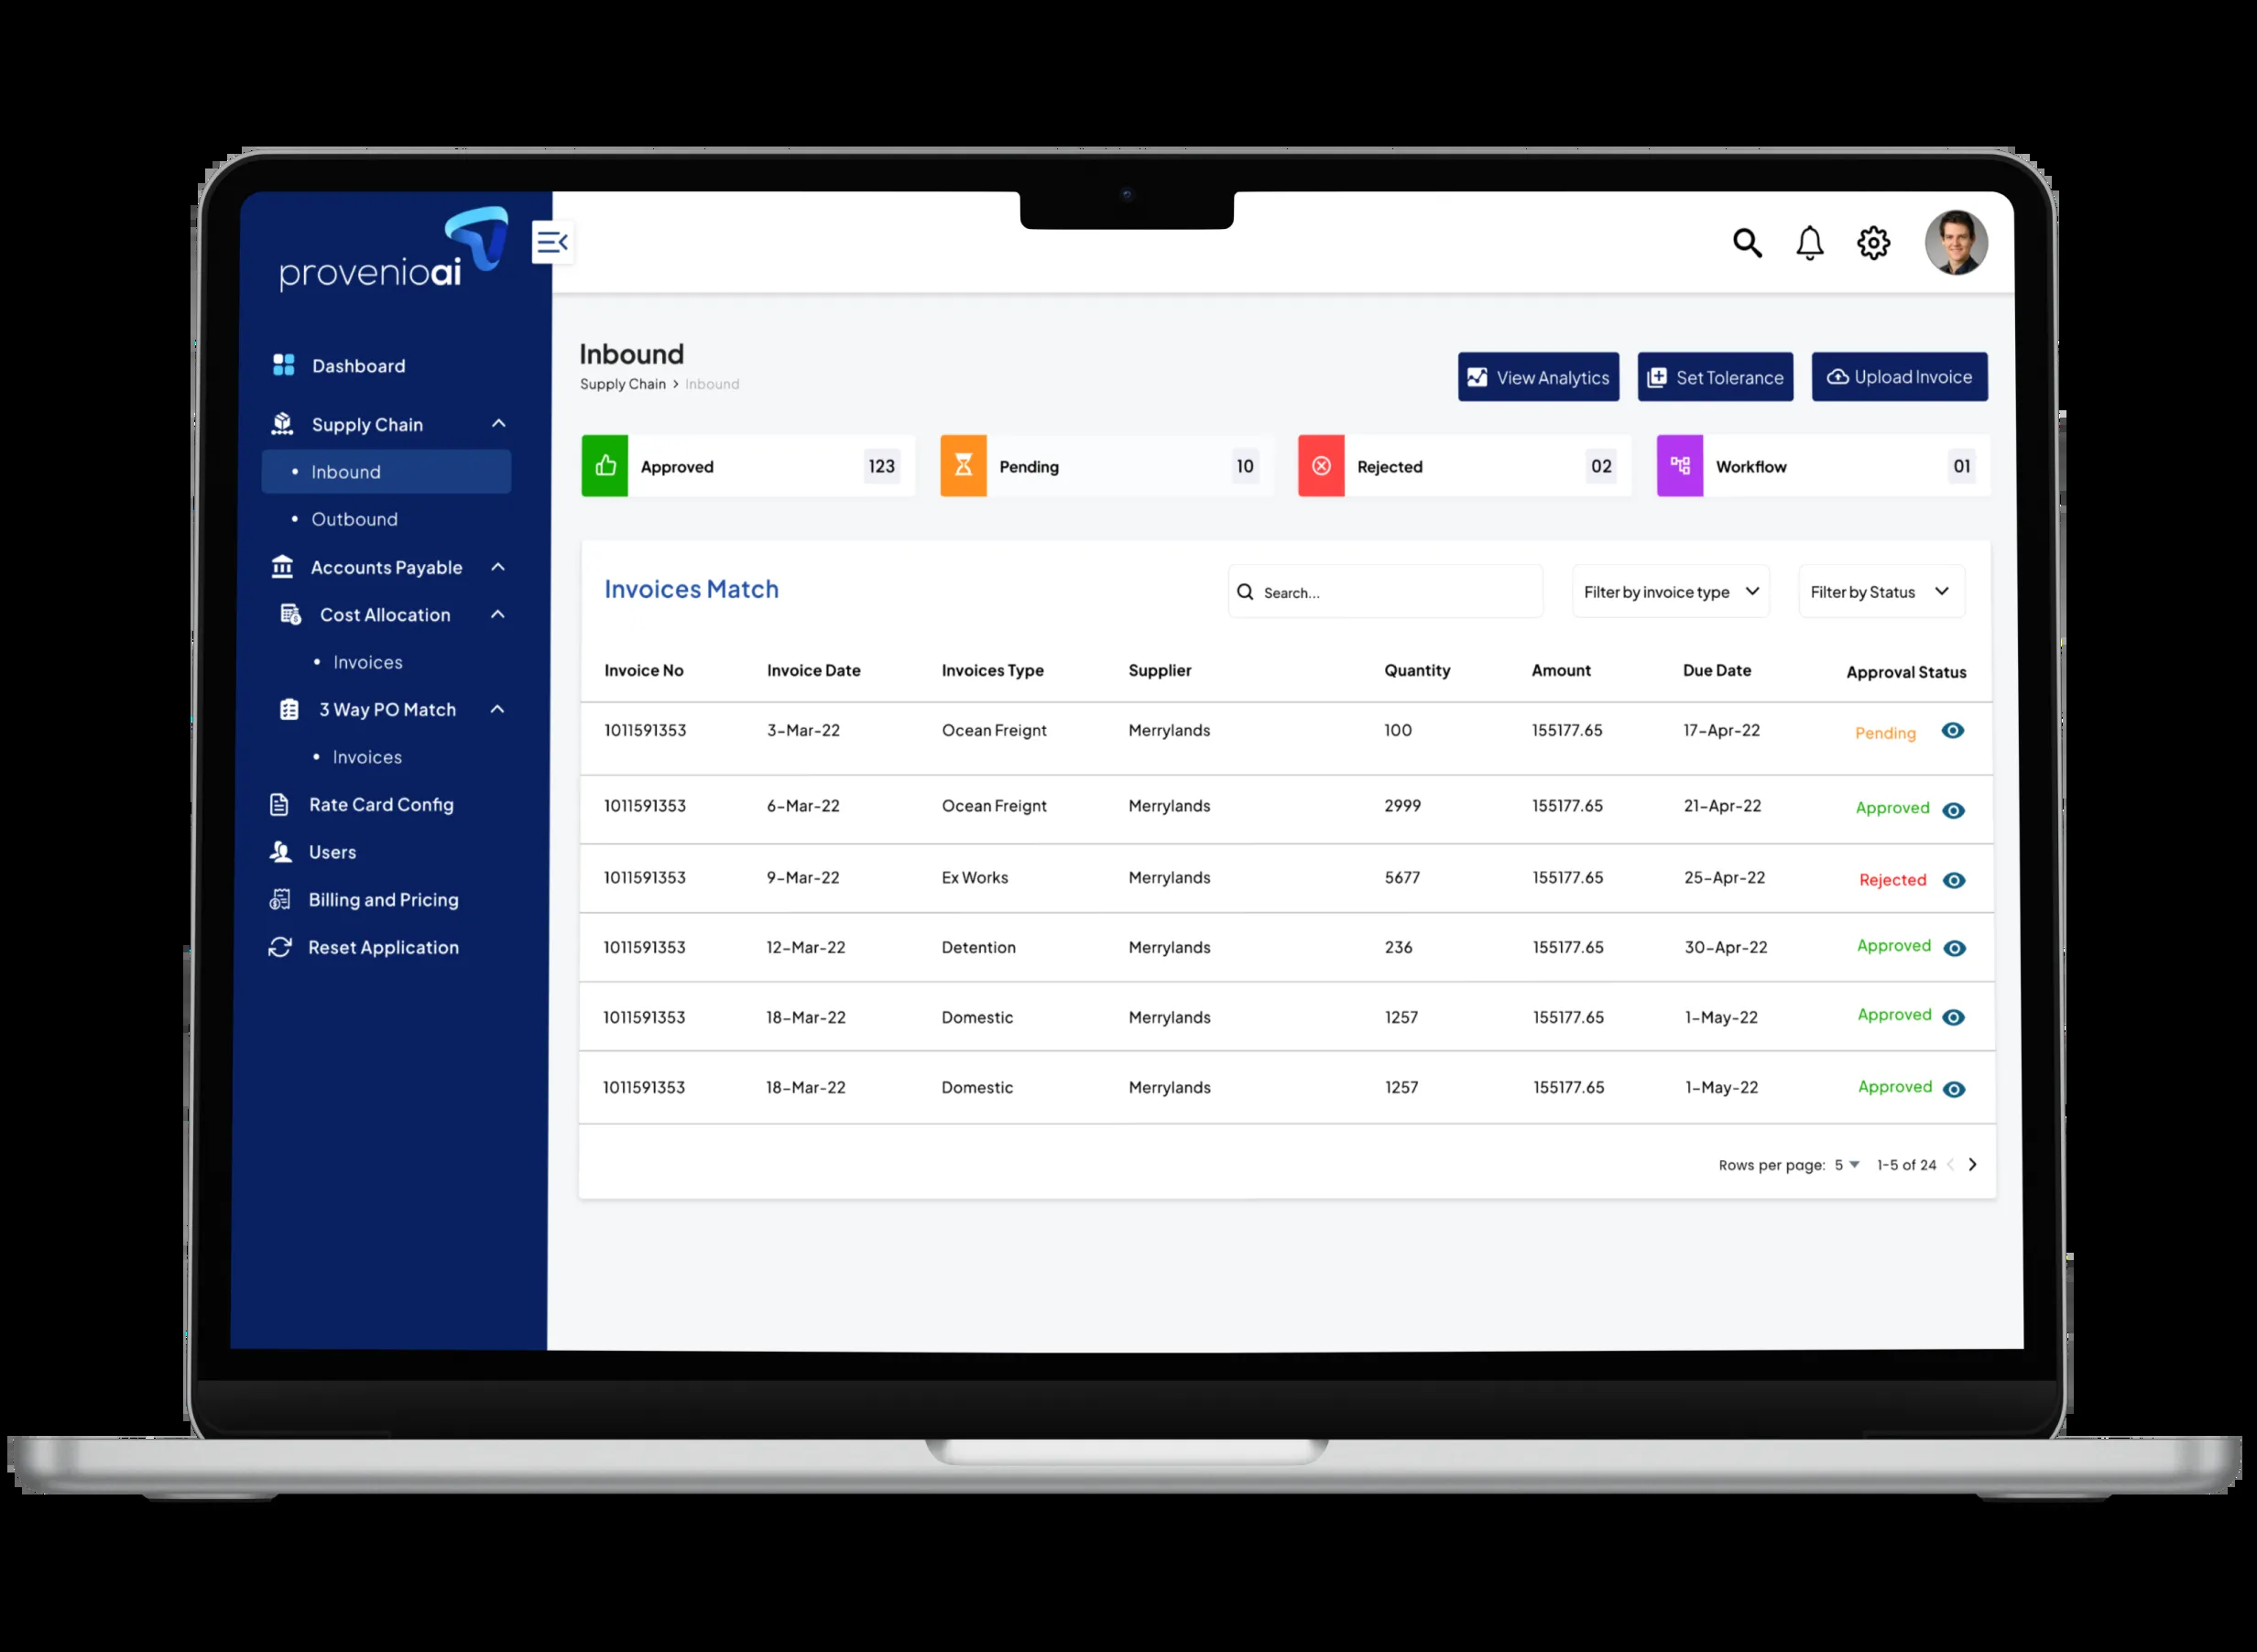 provenioai
Dashboard
Supply Chain
Inbound
Outbound
Accounts Payable
Cost Allocation
Invoices
3 Way PO Match
Invoices
Rate Card Config
Users
Billing and Pricing
Reset Application
Inbound
Supply Chain > Inbound
View Analytics Set Tolerance Upload Invoice
Approved 123 Pending 10 Rejected 02 Workflow 01
Invoices Match Search... Filter by invoice type Filter by Status
Invoice No Invoice Date Invoices Type Supplier Quantity Amount Due Date Approval Status
1011591353 3-Mar-22 Ocean Freignt Merrylands 100 155177.65 17-Apr-22 Pending
1011591353 6-Mar-22 Ocean Freignt Merrylands 2999 155177.65 21-Apr-22 Approved
1011591353 9-Mar-22 Ex Works Merrylands 5677 155177.65 25-Apr-22 Rejected
1011591353 12-Mar-22 Detention Merrylands 236 155177.65 30-Apr-22 Approved
1011591353 18-Mar-22 Domestic Merrylands 1257 155177.65 1-May-22 Approved
1011591353 18-Mar-22 Domestic Merrylands 1257 155177.65 1-May-22 Approved
Rows per page: 5 1-5 of 24